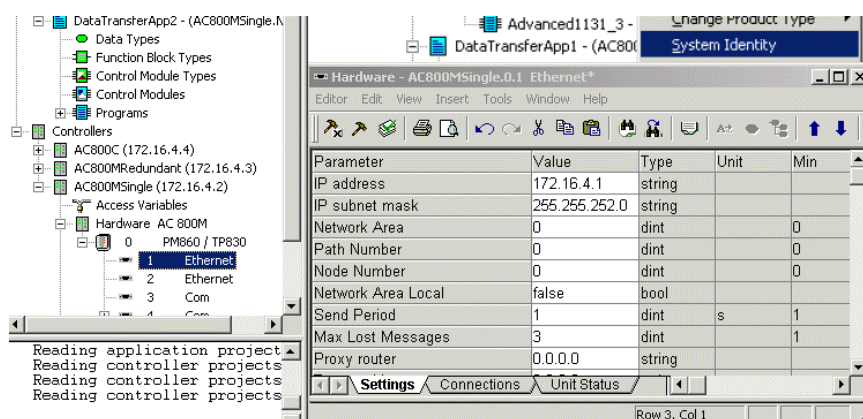 DataTransferApp2 - (AC800MSingle.N
Data Types
Function Block Types
Control Module Types
Control Modules
Programs
Controllers
AC800C (172.16.4.4)
AC800MRedundant (172.16.4.3)
AC800MSingle (172.16.4.2)
Access Variables
Hardware AC 800M
0 PM860 / TP830
1 Ethernet
2 Ethernet
3 Com
4 Com
Reading application project
Reading controller projects
Reading controller projects
Reading controller projects
Advanced1131_3 -
DataTransferApp1 - (AC800
Change Product Type
System Identity
Hardware - AC800MSingle.0.1 Ethernet*
Editor Edit View Insert Tools Window Help
Parameter Value Type Unit Min
IP address 172.16.4.1 string
IP subnet mask 255.255.252.0 string
Network Area 0 dint 0
Path Number 0 dint 0
Node Number 0 dint 0
Network Area Local false bool
Send Period 1 dint s 1
Max Lost Messages 3 dint 1
Proxy router 0.0.0.0 string
Settings Connections Unit Status
Row 3, Col 1